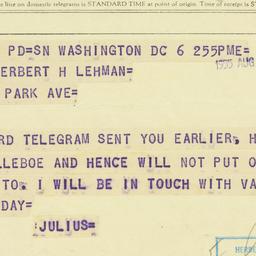 line on domestic telegrams is STANDARD TIME at point of origin. Time of receipt is
PD=SN WASHINGTON DC 6 255PME=
ERBERT H LEHMAN= 1955 AUG
PARK AVE=
RD TELEGRAM SENT YOU EARLIER, H
LLEBOE AND HENCE WILL NOT PUT O
TO. I WILL BE IN TOUCH WITH VA
DAY=
:JULIUS=
HERBE